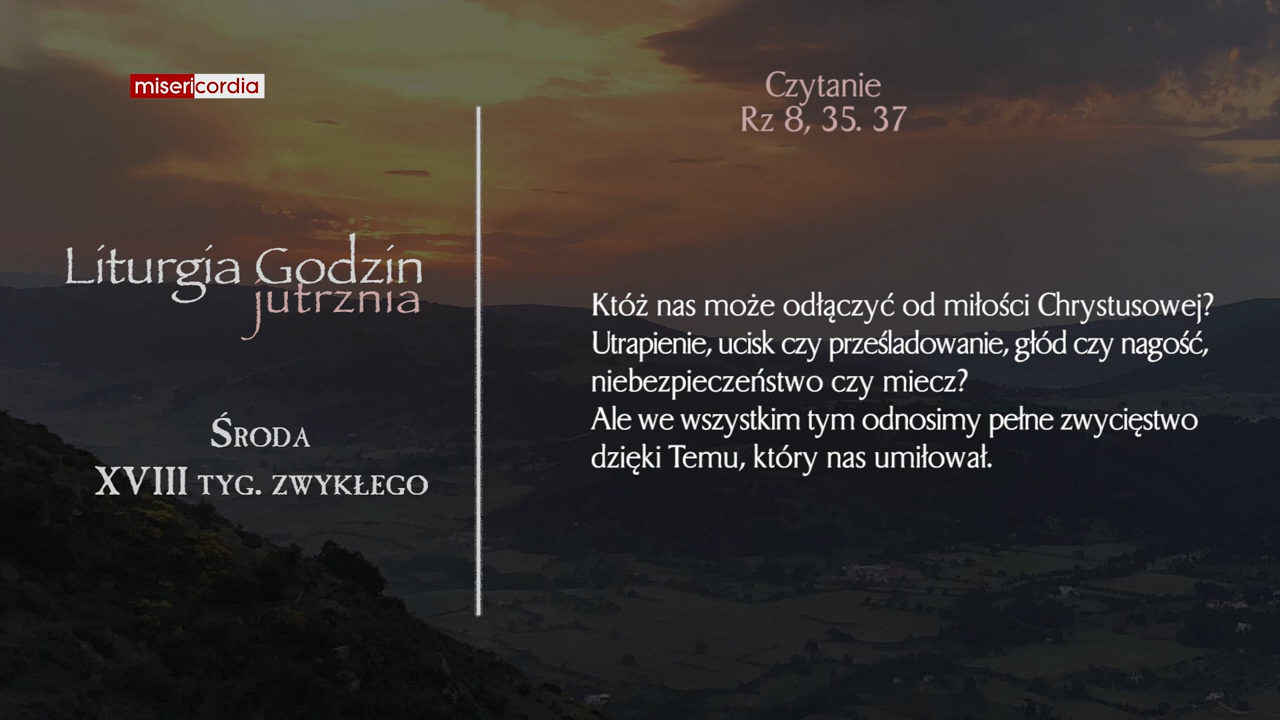 misericordia
Liturgia Godzin
jutrznia
Środa
XVIII tyg. zwykłego
Czytanie
Rz 8, 35. 37
Któż nas może odłączyć od miłości Chrystusowej?
Utrapienie, ucisk czy prześladowanie, głód czy nagość,
niebezpieczeństwo czy miecz?
Ale we wszystkim tym odnosimy pełne zwycięstwo
dzięki Temu, który nas umiłował.